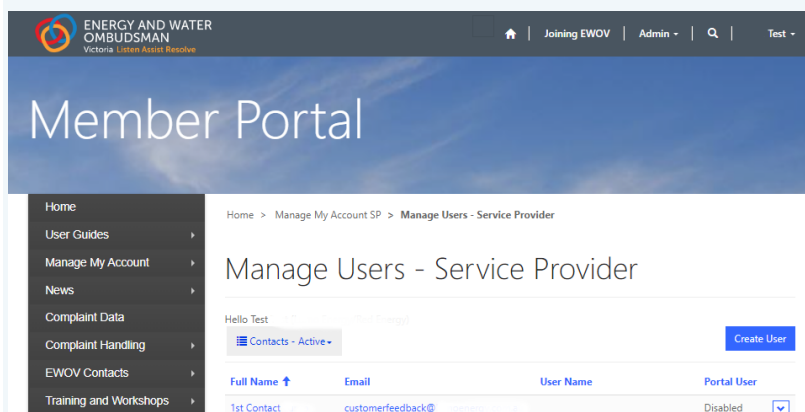 ENERGY AND WATER
OMBUDSMAN
Victoria Listen Assist Resolve
Joining EWOV | Admin | Test
Member Portal
Home
User Guides
Manage My Account
News
Complaint Data
Complaint Handling
EWOV Contacts
Training and Workshops
Home > Manage My Account SP > Manage Users - Service Provider
Manage Users - Service Provider
Hello Test
Contacts - Active
Create User
Full Name Email User Name Portal User
1st Contact customerfeedback@ Disabled